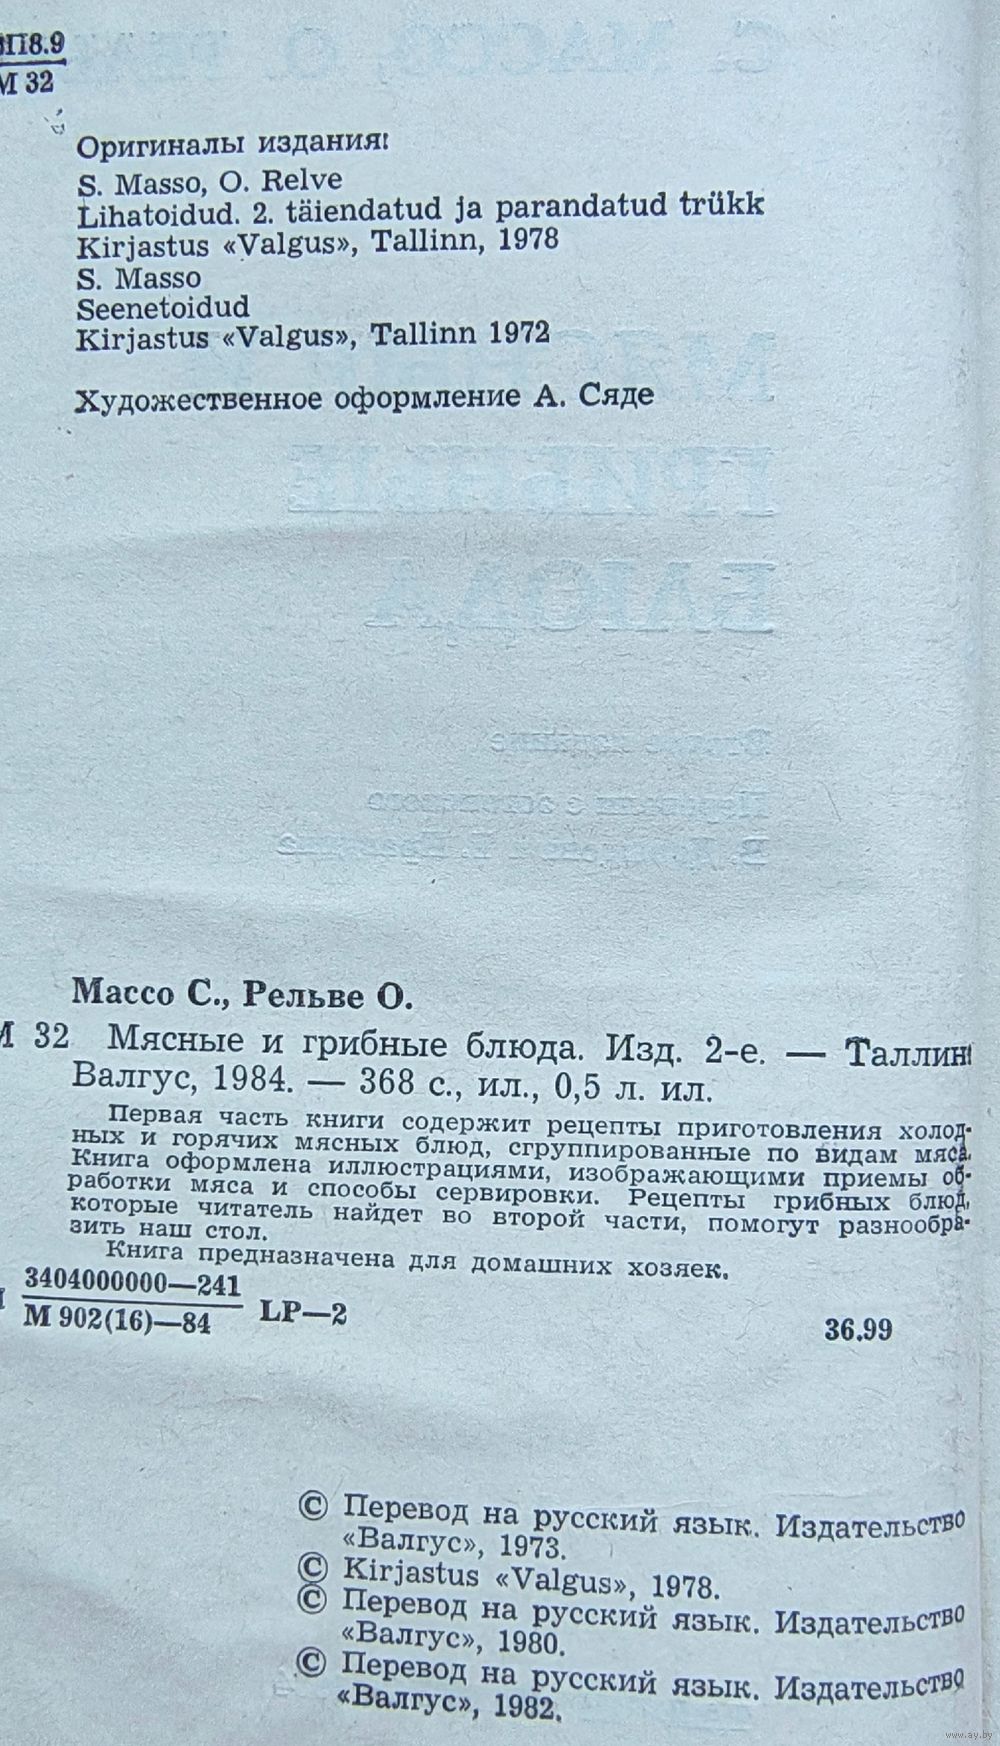 П8.9
М 32
Оригиналы издания:
S. Masso, O. Relve
Lihatoidud. 2. täiendatud ja parandatud trükk
Kirjastus «Valgus», Tallinn, 1978
S. Masso
Seenetoidud
Kirjastus «Valgus», Tallinn 1972
Художественное оформление А. Сяде
Массо С., Рельве О.
М 32 Мясные и грибные блюда. Изд. 2-е. — Таллин:
Валгус, 1984. — 368 с., ил., 0,5 л. ил.
Первая часть книги содержит рецепты приготовления холод-
ных и горячих мясных блюд, сгруппированные по видам мяса.
Книга оформлена иллюстрациями, изображающими приемы об-
работки мяса и способы сервировки. Рецепты грибных блюд,
которые читатель найдет во второй части, помогут разнообра-
зить наш стол.
Книга предназначена для домашних хозяек.
3404000000—241
М 902(16)—84 LP—2
36.99
© Перевод на русский язык. Издательство
«Валгус», 1973.
© Kirjastus «Valgus», 1978.
© Перевод на русский язык. Издательство
«Валгус», 1980.
© Перевод на русский язык. Издательство
«Валгус», 1982.
www.ay.by